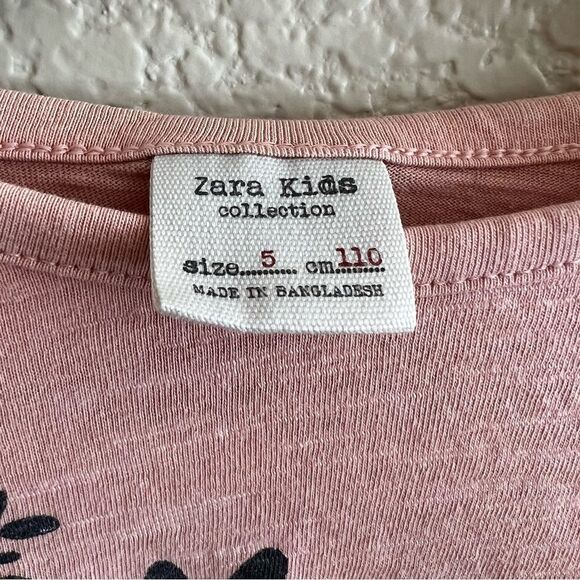 Zara Kids
collection
size.....5........ cm..110......
MADE IN BANGLADESH